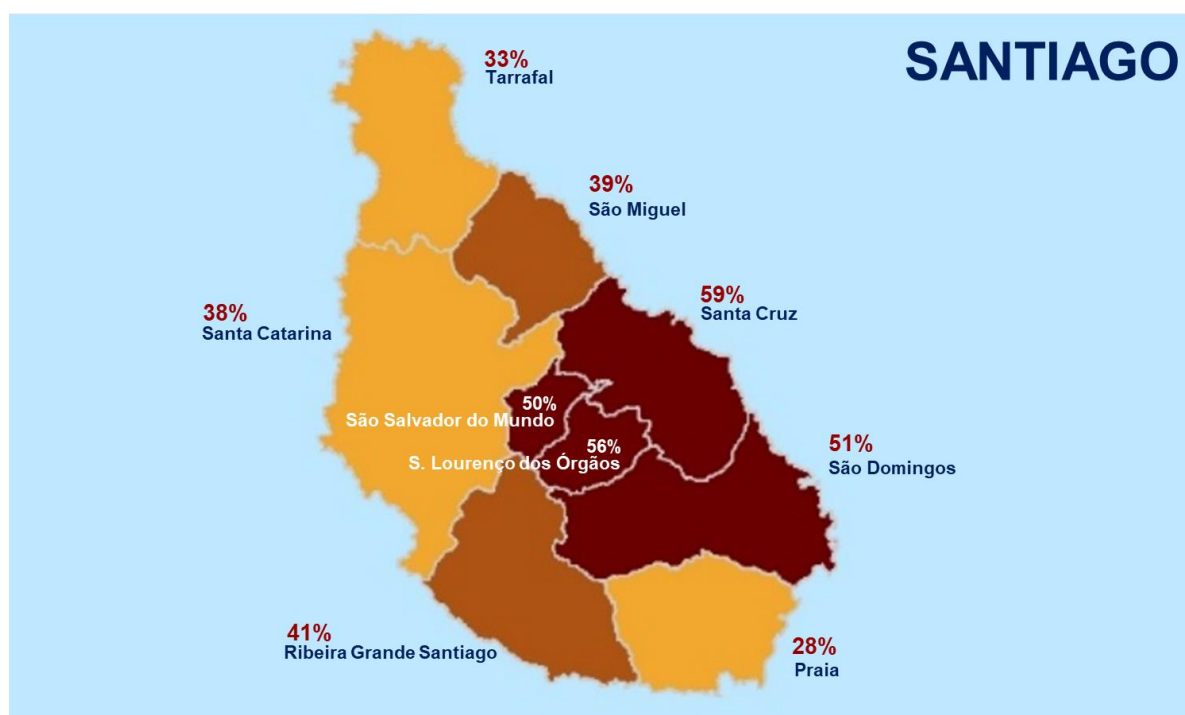 SANTIAGO
33%
Tarrafal
39%
São Miguel
59%
Santa Cruz
38%
Santa Catarina
50%
São Salvador do Mundo
56%
S. Lourenço dos Órgãos
51%
São Domingos
41%
Ribeira Grande Santiago
28%
Praia